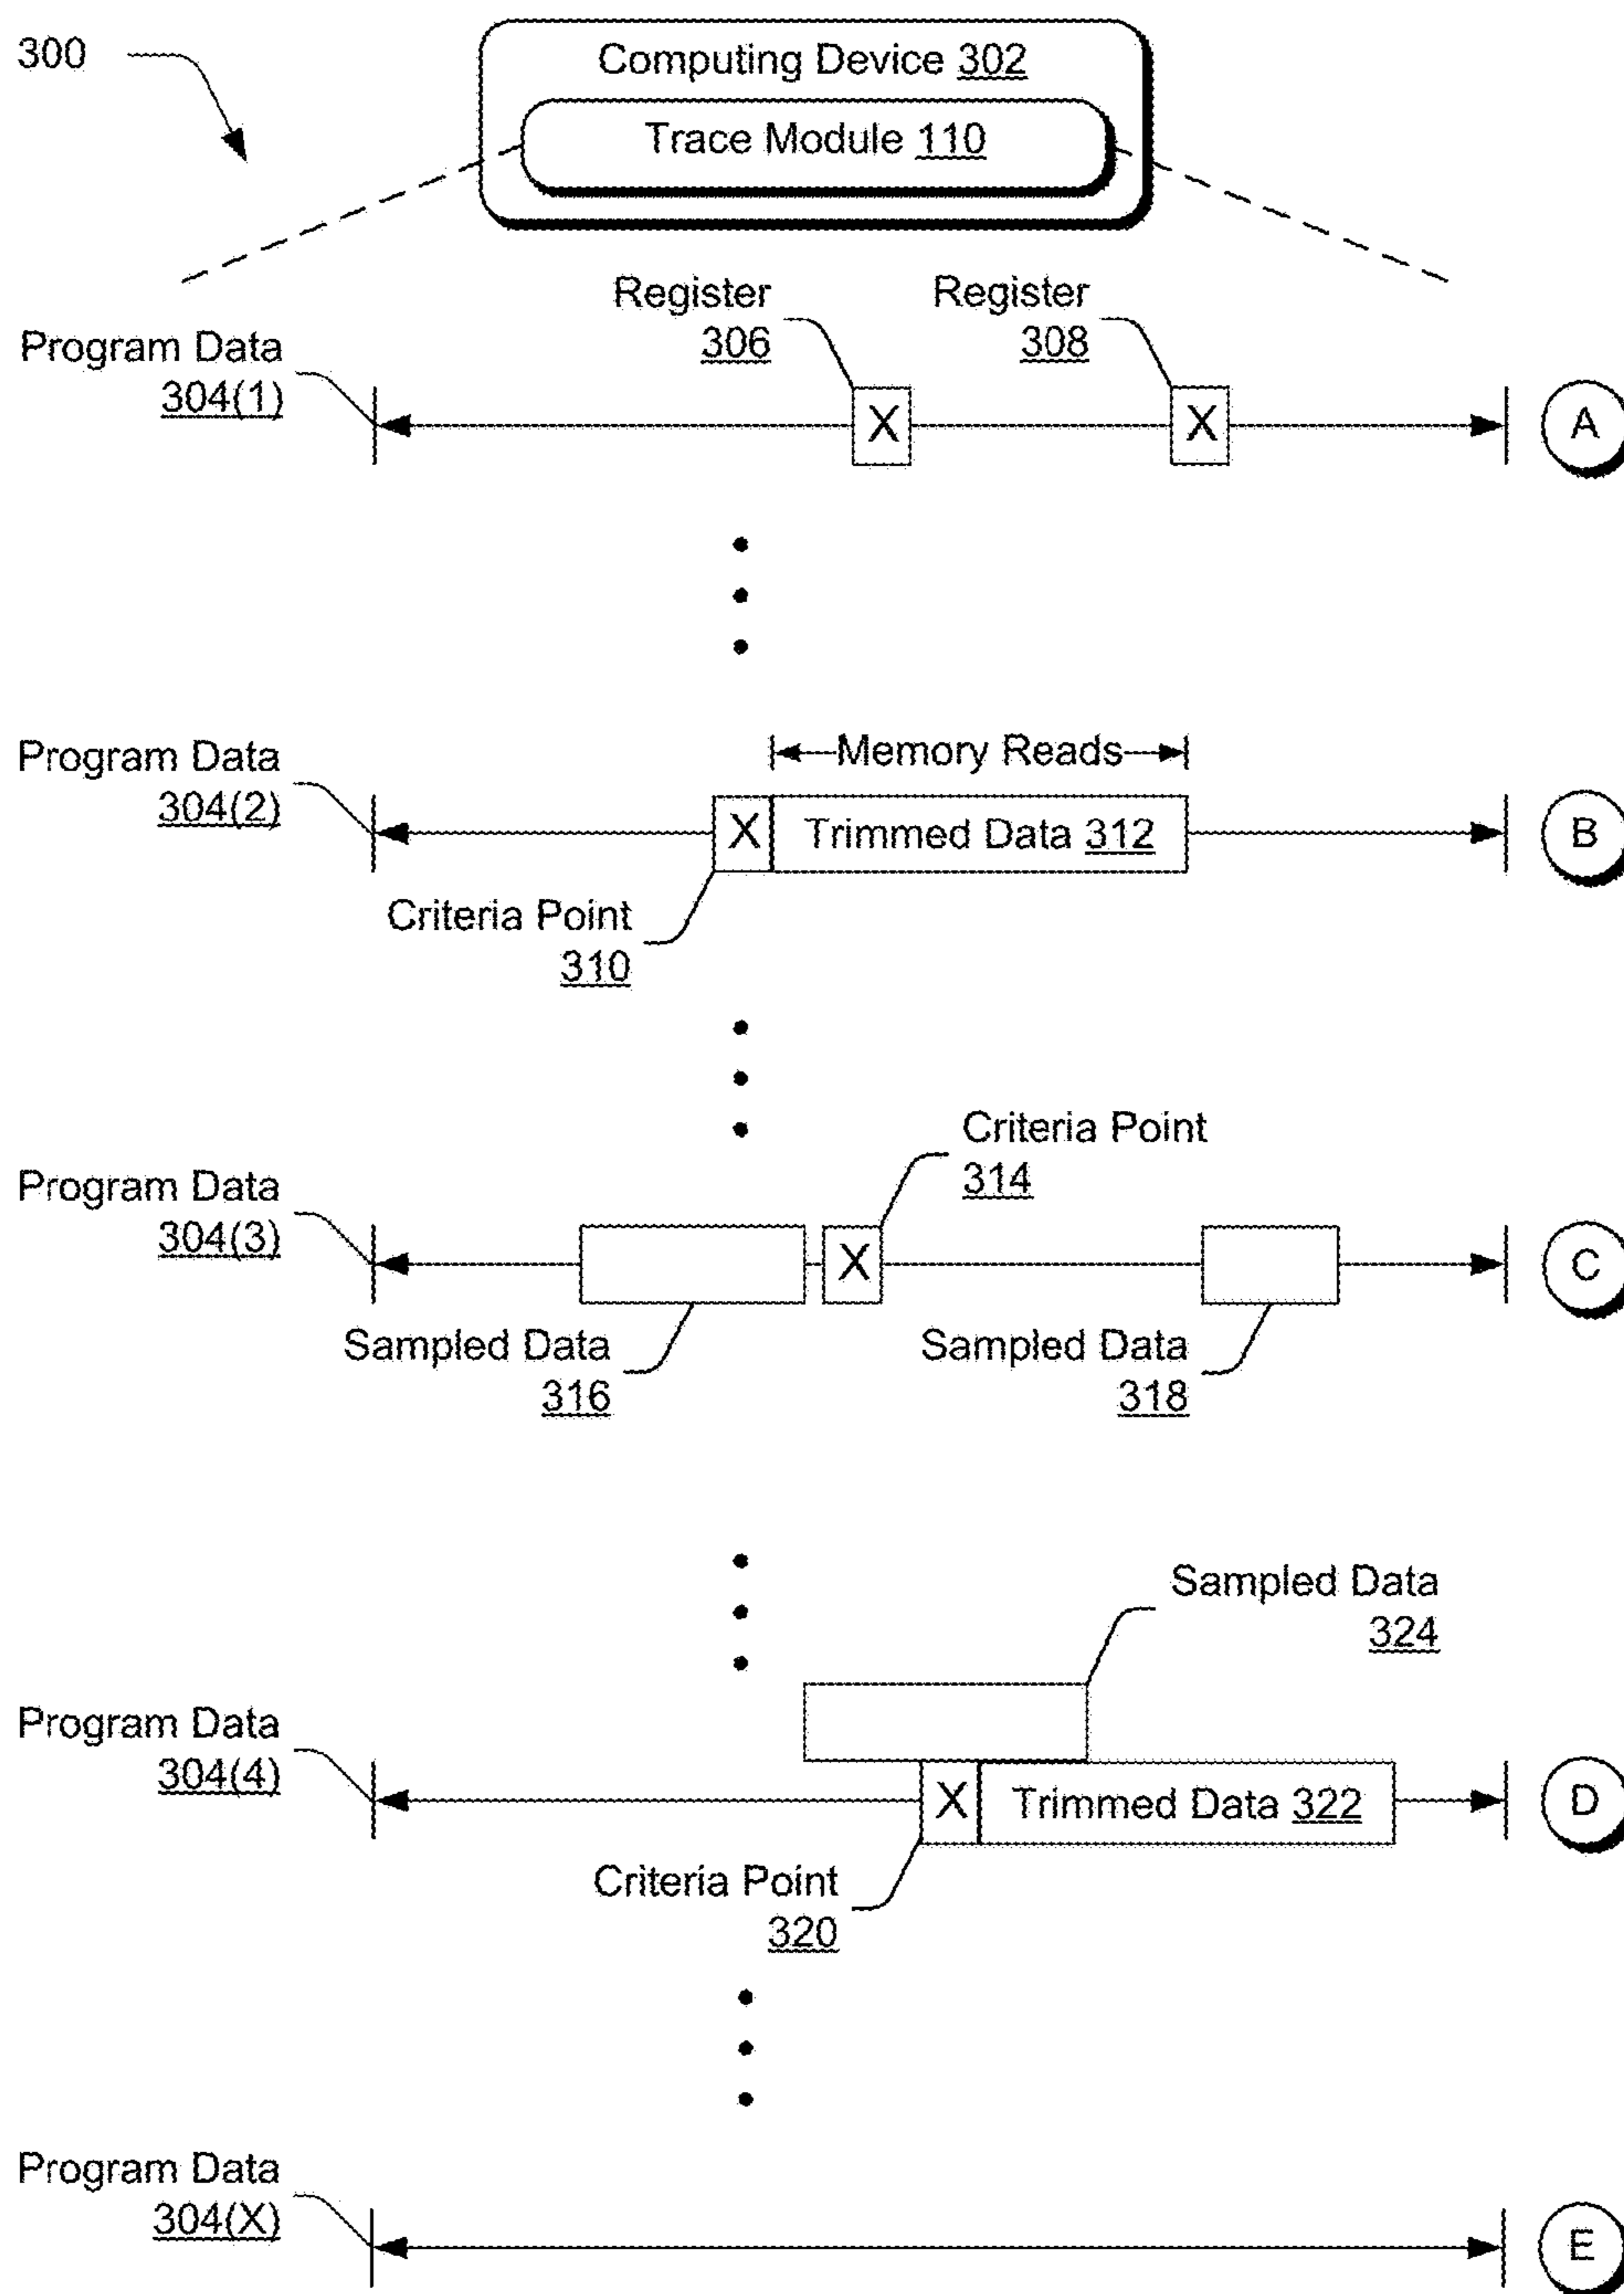 300
Computing Device 302
Trace Module 110
Register
306
Register
308
Program Data
304(1)
X
X
A
Memory Reads
Program Data
304(2)
X
Trimmed Data 312
B
Criteria Point
310
Criteria Point
314
Program Data
304(3)
X
C
Sampled Data
316
Sampled Data
318
Sampled Data
324
Program Data
304(4)
X
Trimmed Data 322
D
Criteria Point
320
Program Data
304(X)
E